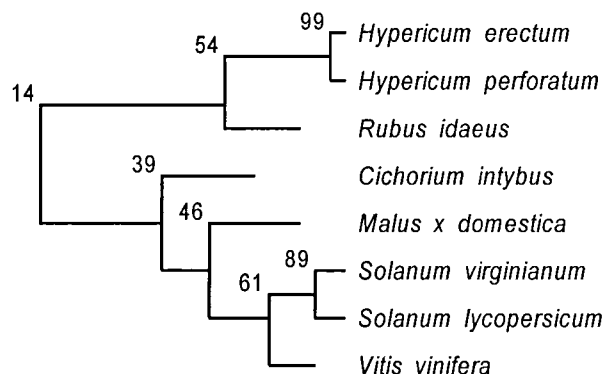 99 Hypericum erectum
54
Hypericum perforatum
14
Rubus idaeus
39
Cichorium intybus
46
Malus x domestica
89 Solanum virginianum
61
Solanum lycopersicum
Vitis vinifera